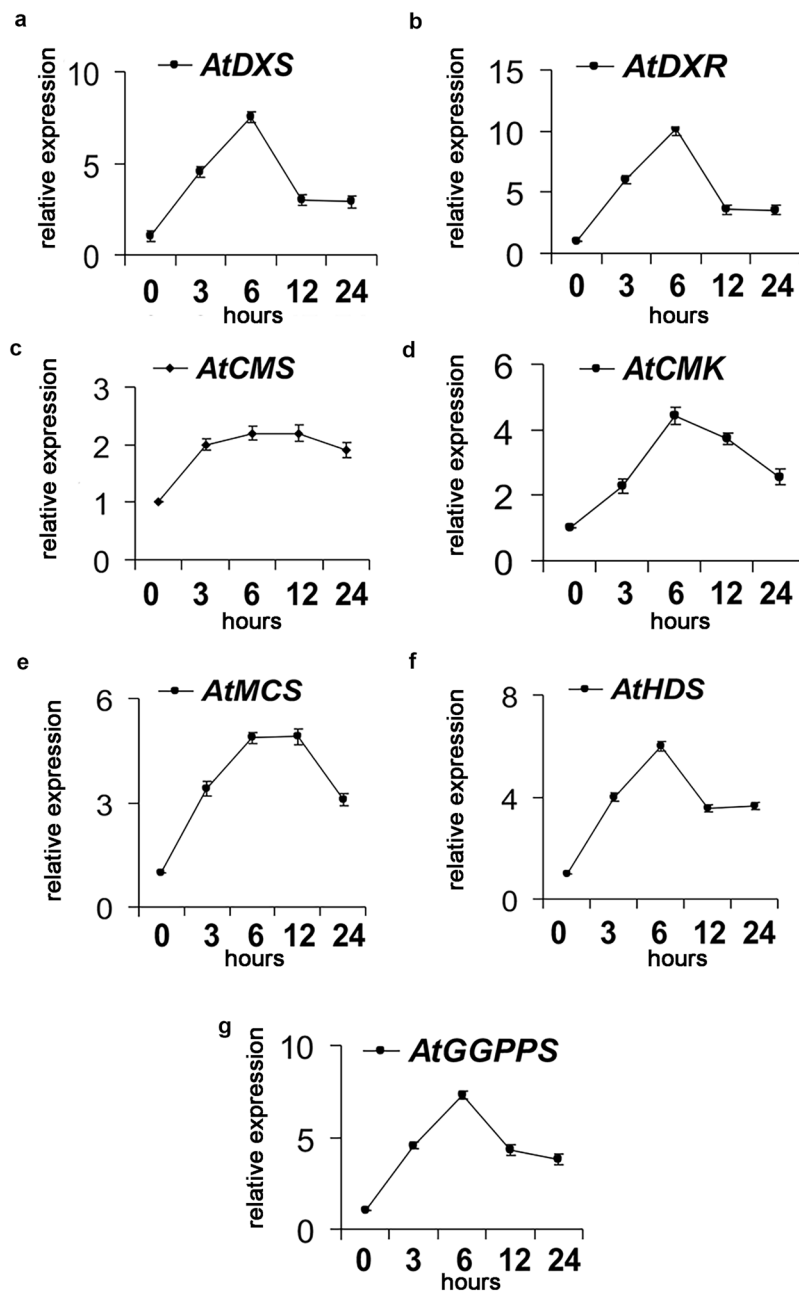 a
AtDXS
relative expression
10
5
0
0 3 6 12 24
hours
b
AtDXR
relative expression
15
10
5
0
0 3 6 12 24
hours
c
AtCMS
relative expression
3
2
1
0
0 3 6 12 24
hours
d
AtCMK
relative expression
6
4
2
0
0 3 6 12 24
hours
e
AtMCS
relative expression
6
3
0
0 3 6 12 24
hours
f
AtHDS
relative expression
8
4
0
0 3 6 12 24
hours
g
AtGGPPS
relative expression
10
5
0
0 3 6 12 24
hours